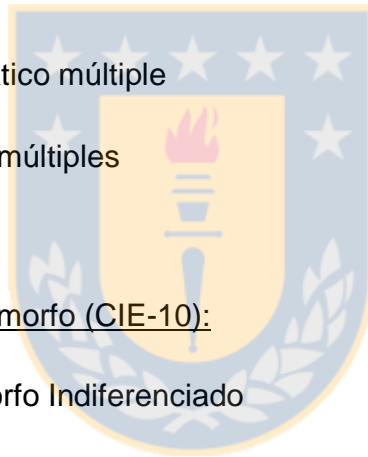 tico múltiple
múltiples
morfo (CIE-10):
rfo Indiferenciado